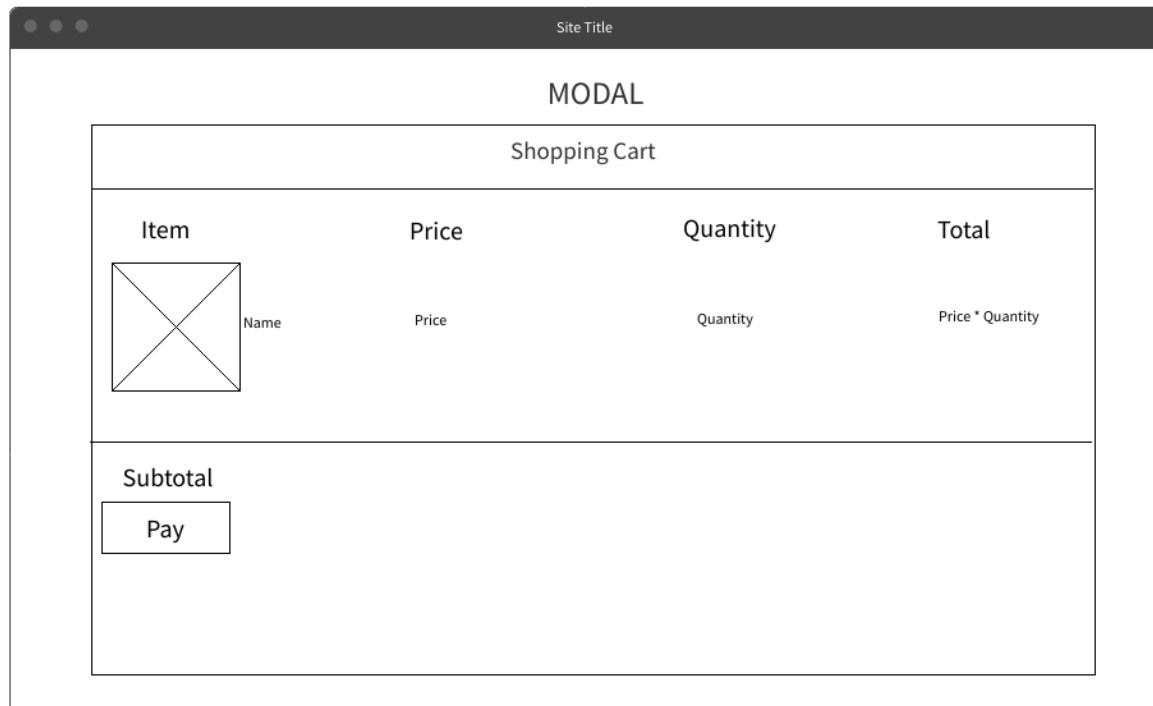 Site Title
MODAL
Shopping Cart
Item Price Quantity Total
Name Price Quantity Price * Quantity
Subtotal
Pay